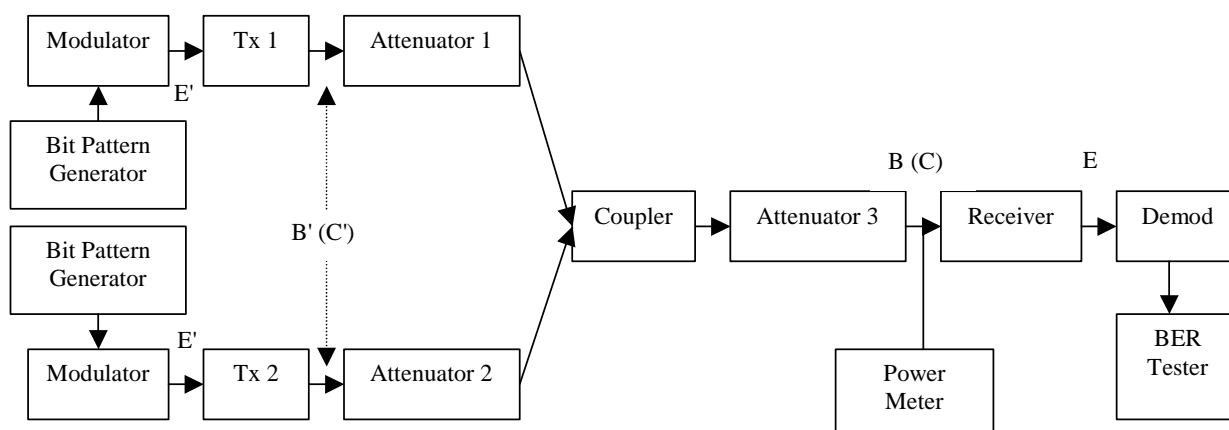 Modulator
Tx 1
Attenuator 1
E'
Bit Pattern
Generator
B (C)
E
Coupler
Attenuator 3
Receiver
Demod
B' (C')
Bit Pattern
Generator
E'
Modulator
Tx 2
Attenuator 2
Power
Meter
BER
Tester